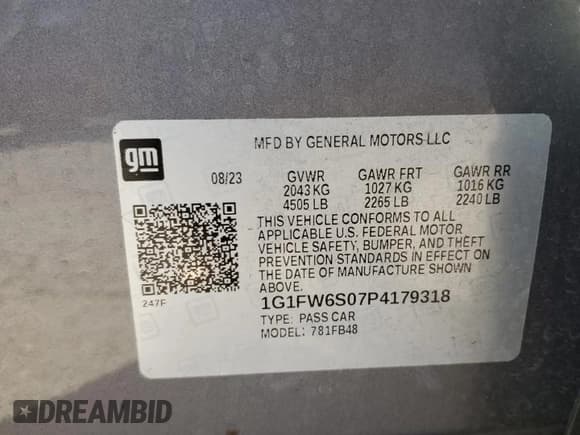 gm
MFD BY GENERAL MOTORS LLC
08/23 GVWR GAWR FRT GAWR RR
2043 KG 1027 KG 1016 KG
4505 LB 2265 LB 2240 LB
THIS VEHICLE CONFORMS TO ALL
APPLICABLE U.S. FEDERAL MOTOR
VEHICLE SAFETY, BUMPER, AND THEFT
PREVENTION STANDARDS IN EFFECT ON
THE DATE OF MANUFACTURE SHOWN
ABOVE.
247F
1G1FW6S07P4179318
TYPE: PASS CAR
MODEL: 781FB48
DREAMBID